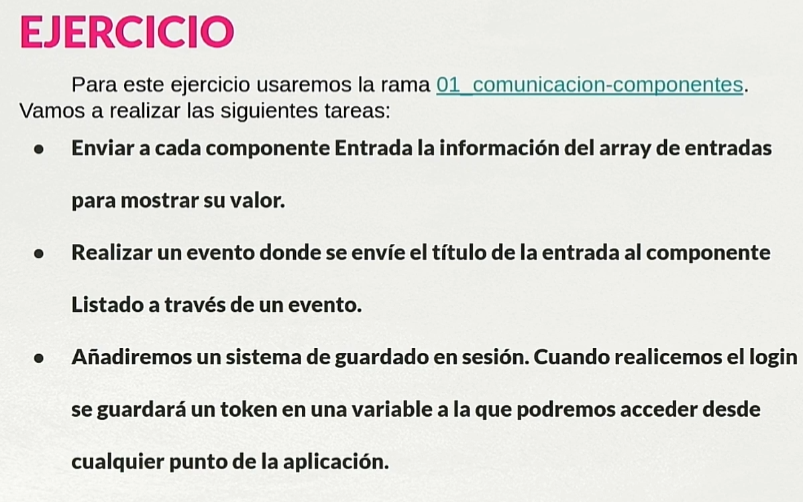 EJERCICIO
Para este ejercicio usaremos la rama 01_comunicacion-componentes.
Vamos a realizar las siguientes tareas:
● Enviar a cada componente Entrada la información del array de entradas
para mostrar su valor.
● Realizar un evento donde se envíe el título de la entrada al componente
Listado a través de un evento.
● Añadiremos un sistema de guardado en sesión. Cuando realicemos el login
se guardará un token en una variable a la que podremos acceder desde
cualquier punto de la aplicación.